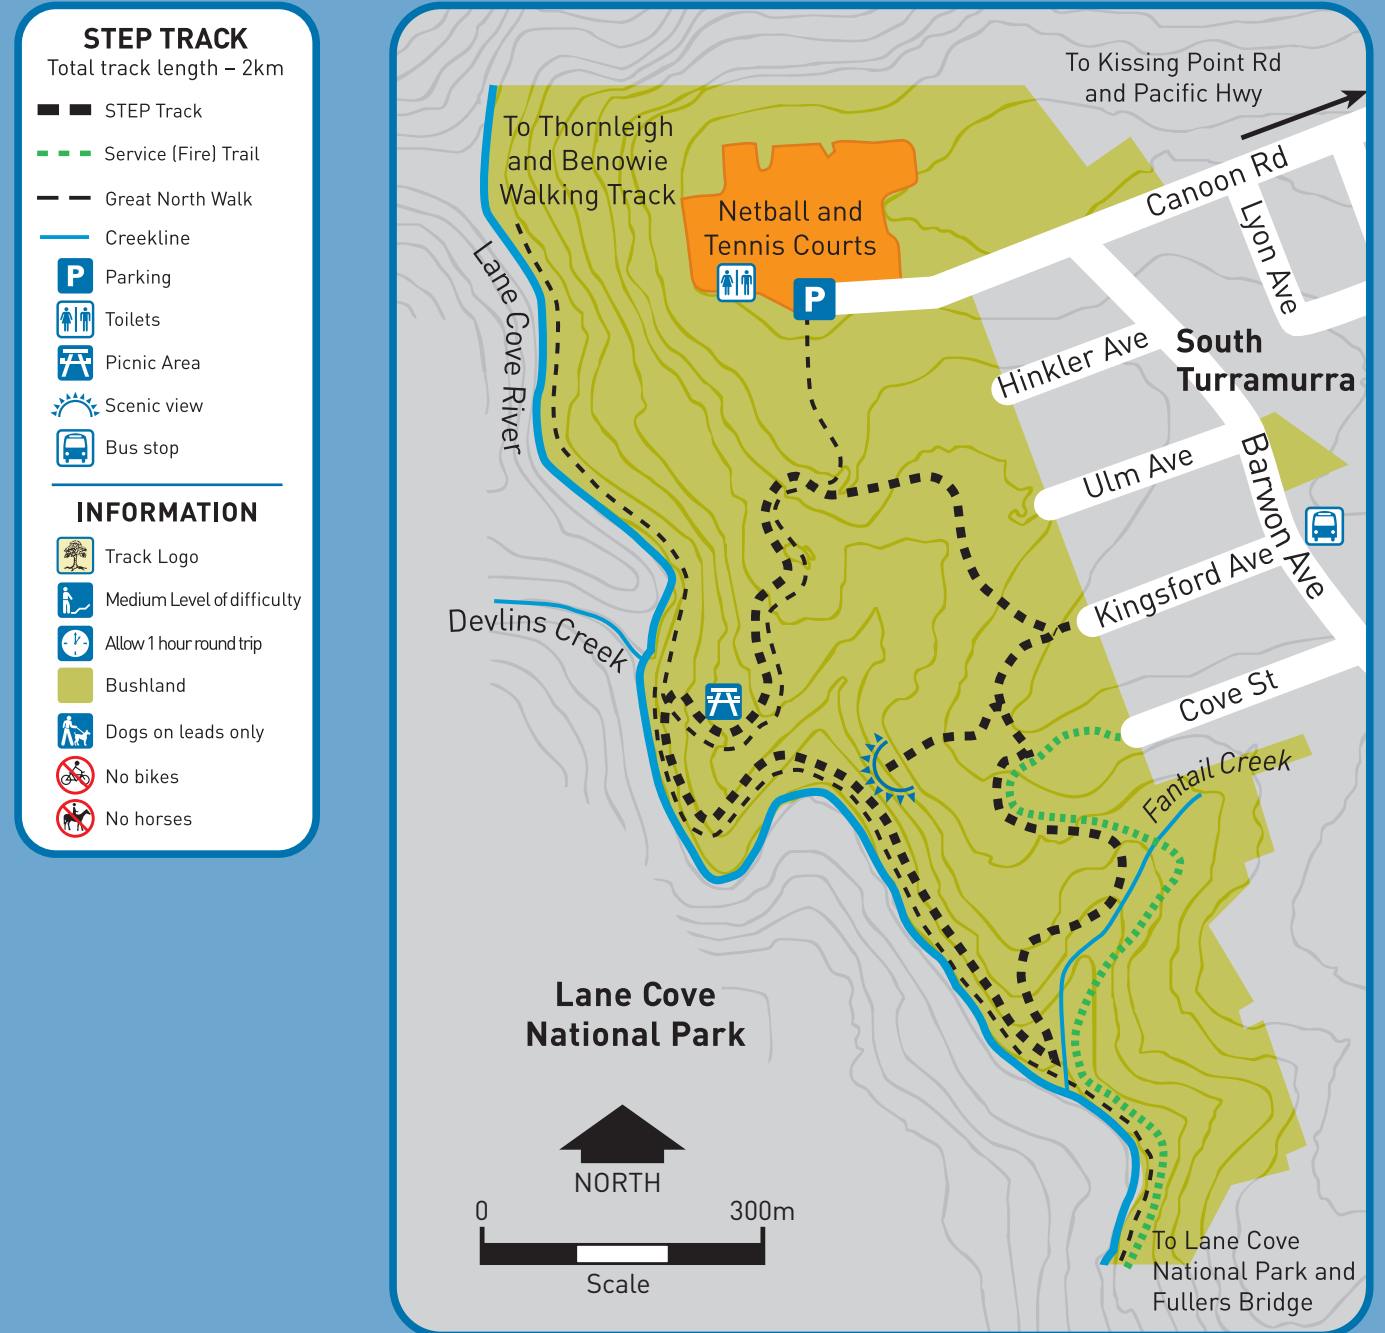 STEP TRACK
Total track length – 2km
STEP Track
Service (Fire) Trail
Great North Walk
Creekline
P
Parking
Toilets
Picnic Area
Scenic view
Bus stop
INFORMATION
Track Logo
Medium Level of difficulty
Allow 1 hour round trip
Bushland
Dogs on leads only
No bikes
No horses
To Kissing Point Rd
and Pacific Hwy
To Thornleigh
and Benowie
Walking Track
Netball and
Tennis Courts
P
Canoon Rd
Lyon Ave
Lane Cove River
Hinkler Ave
South
Turramurra
Ulm Ave
Barwon Ave
Kingsford Ave
Devlins Creek
Cove St
Fantail Creek
Lane Cove
National Park
NORTH
0 300m
Scale
To Lane Cove
National Park and
Fullers Bridge